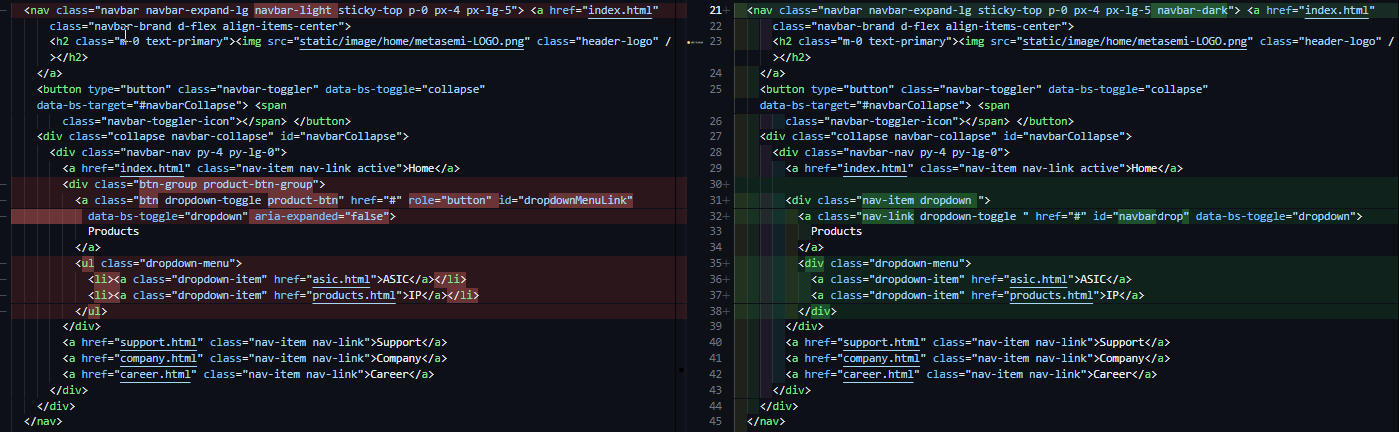 <nav class="navbar navbar-expand-lg navbar-light sticky-top p-0 px-4 px-lg-5"> <a href="index.html"
class="navbar-brand d-flex align-items-center">
<h2 class="m-0 text-primary"><img src="static/image/home/metasemi-LOGO.png" class="header-logo" /
></h2>
</a>
<button type="button" class="navbar-toggler" data-bs-toggle="collapse"
data-bs-target="#navbarCollapse"> <span
class="navbar-toggler-icon"></span> </button>
<div class="collapse navbar-collapse" id="navbarCollapse">
<div class="navbar-nav py-4 py-lg-0">
<a href="index.html" class="nav-item nav-link active">Home</a>
<div class="btn-group product-btn-group">
<a class="btn dropdown-toggle product-btn" href="#" role="button" id="dropdownMenuLink"
data-bs-toggle="dropdown" aria-expanded="false">
Products
</a>
<ul class="dropdown-menu">
<li><a class="dropdown-item" href="asic.html">ASIC</a></li>
<li><a class="dropdown-item" href="products.html">IP</a></li>
</ul>
</div>
<a href="support.html" class="nav-item nav-link">Support</a>
<a href="company.html" class="nav-item nav-link">Company</a>
<a href="career.html" class="nav-item nav-link">Career</a>
</div>
</div>
</nav>
21+ <nav class="navbar navbar-expand-lg sticky-top p-0 px-4 px-lg-5 navbar-dark"> <a href="index.html"
22 class="navbar-brand d-flex align-items-center">
23 <h2 class="m-0 text-primary"><img src="static/image/home/metasemi-LOGO.png" class="header-logo" /
></h2>
24 </a>
25 <button type="button" class="navbar-toggler" data-bs-toggle="collapse"
data-bs-target="#navbarCollapse"> <span
26 class="navbar-toggler-icon"></span> </button>
27 <div class="collapse navbar-collapse" id="navbarCollapse">
28 <div class="navbar-nav py-4 py-lg-0">
29 <a href="index.html" class="nav-item nav-link active">Home</a>
30+
31+ <div class="nav-item dropdown ">
32+ <a class="nav-link dropdown-toggle " href="#" id="navbardrop" data-bs-toggle="dropdown">
33 Products
34 </a>
35+ <div class="dropdown-menu">
36+ <a class="dropdown-item" href="asic.html">ASIC</a>
37+ <a class="dropdown-item" href="products.html">IP</a>
38+ </div>
39 </div>
40 <a href="support.html" class="nav-item nav-link">Support</a>
41 <a href="company.html" class="nav-item nav-link">Company</a>
42 <a href="career.html" class="nav-item nav-link">Career</a>
43 </div>
44 </div>
45 </nav>